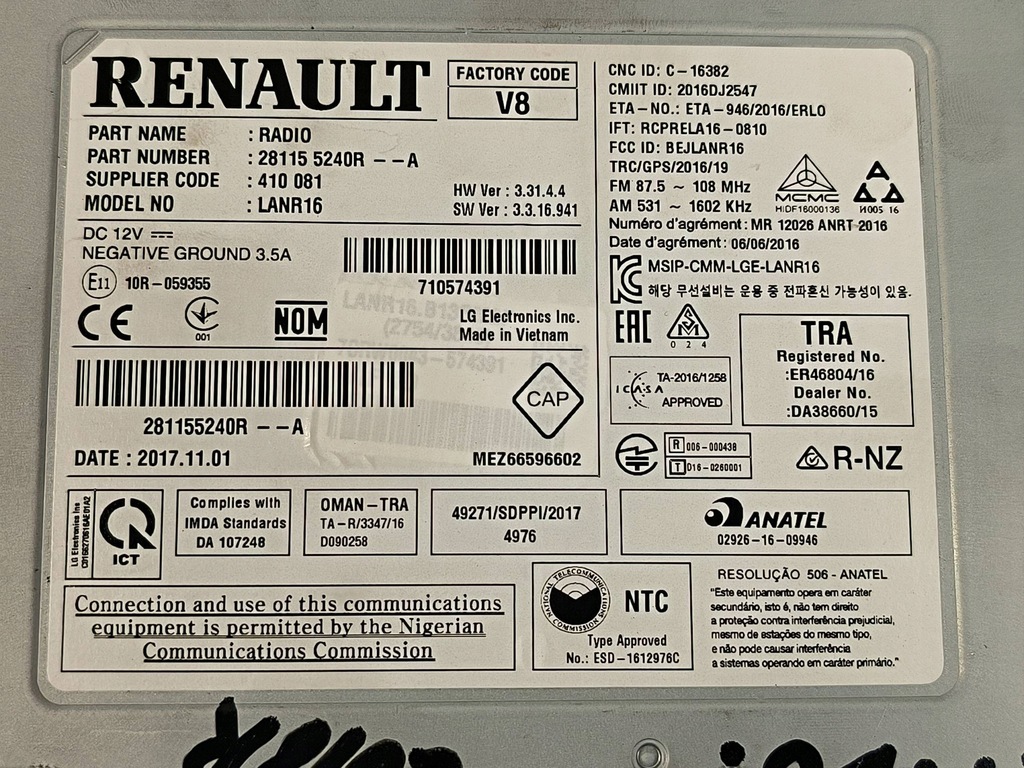 RENAULT
FACTORY CODE
V8
PART NAME : RADIO
PART NUMBER : 28115 5240R - - A
SUPPLIER CODE : 410 081
MODEL NO : LANR16
HW Ver : 3.31.4.4
SW Ver : 3.3.16.941
DC 12V
NEGATIVE GROUND 3.5A
E11 10R-059355
710574391
CE
001
NOM
LG Electronics Inc.
Made in Vietnam
281155240R - - A
DATE : 2017.11.01
CAP
MEZ66596602
CNC ID: C-16382
CMIIT ID: 2016DJ2547
ETA-NO.: ETA-946/2016/ERLO
IFT: RCPRELA16-0810
FCC ID: BEJLANR16
TRC/GPS/2016/19
FM 87.5 ~ 108 MHz
AM 531 ~ 1602 KHz
MCMC
HIDF16000136
Numéro d'agrément: MR 12026 ANRT 2016
Date d'agrément: 06/06/2016
MSIP-CMM-LGE-LANR16
해당 무선설비는 운용 중 전파혼신 가능성이 있음.
EAC
024
TRA
Registered No.
:ER46804/16
Dealer No.
:DA38660/15
ICASA
TA-2016/1258
APPROVED
R 006-000438
T D16-0260001
R-NZ
LG Electronics Inc
ICT
Complies with
IMDA Standards
DA 107248
OMAN-TRA
TA-R/3347/16
D090258
49271/SDPPI/2017
4976
ANATEL
02926-16-09946
Connection and use of this communications
equipment is permitted by the Nigerian
Communications Commission
NATIONAL TELECOMMUNICATIONS COMMISSION
NTC
Type Approved
No.: ESD-1612976C
RESOLUÇÃO 506 - ANATEL
"Este equipamento opera em caráter
secundário, isto é, não tem direito
a proteção contra interferência prejudicial,
mesmo de estações do mesmo tipo,
e não pode causar interferência
a sistemas operando em caráter primário."